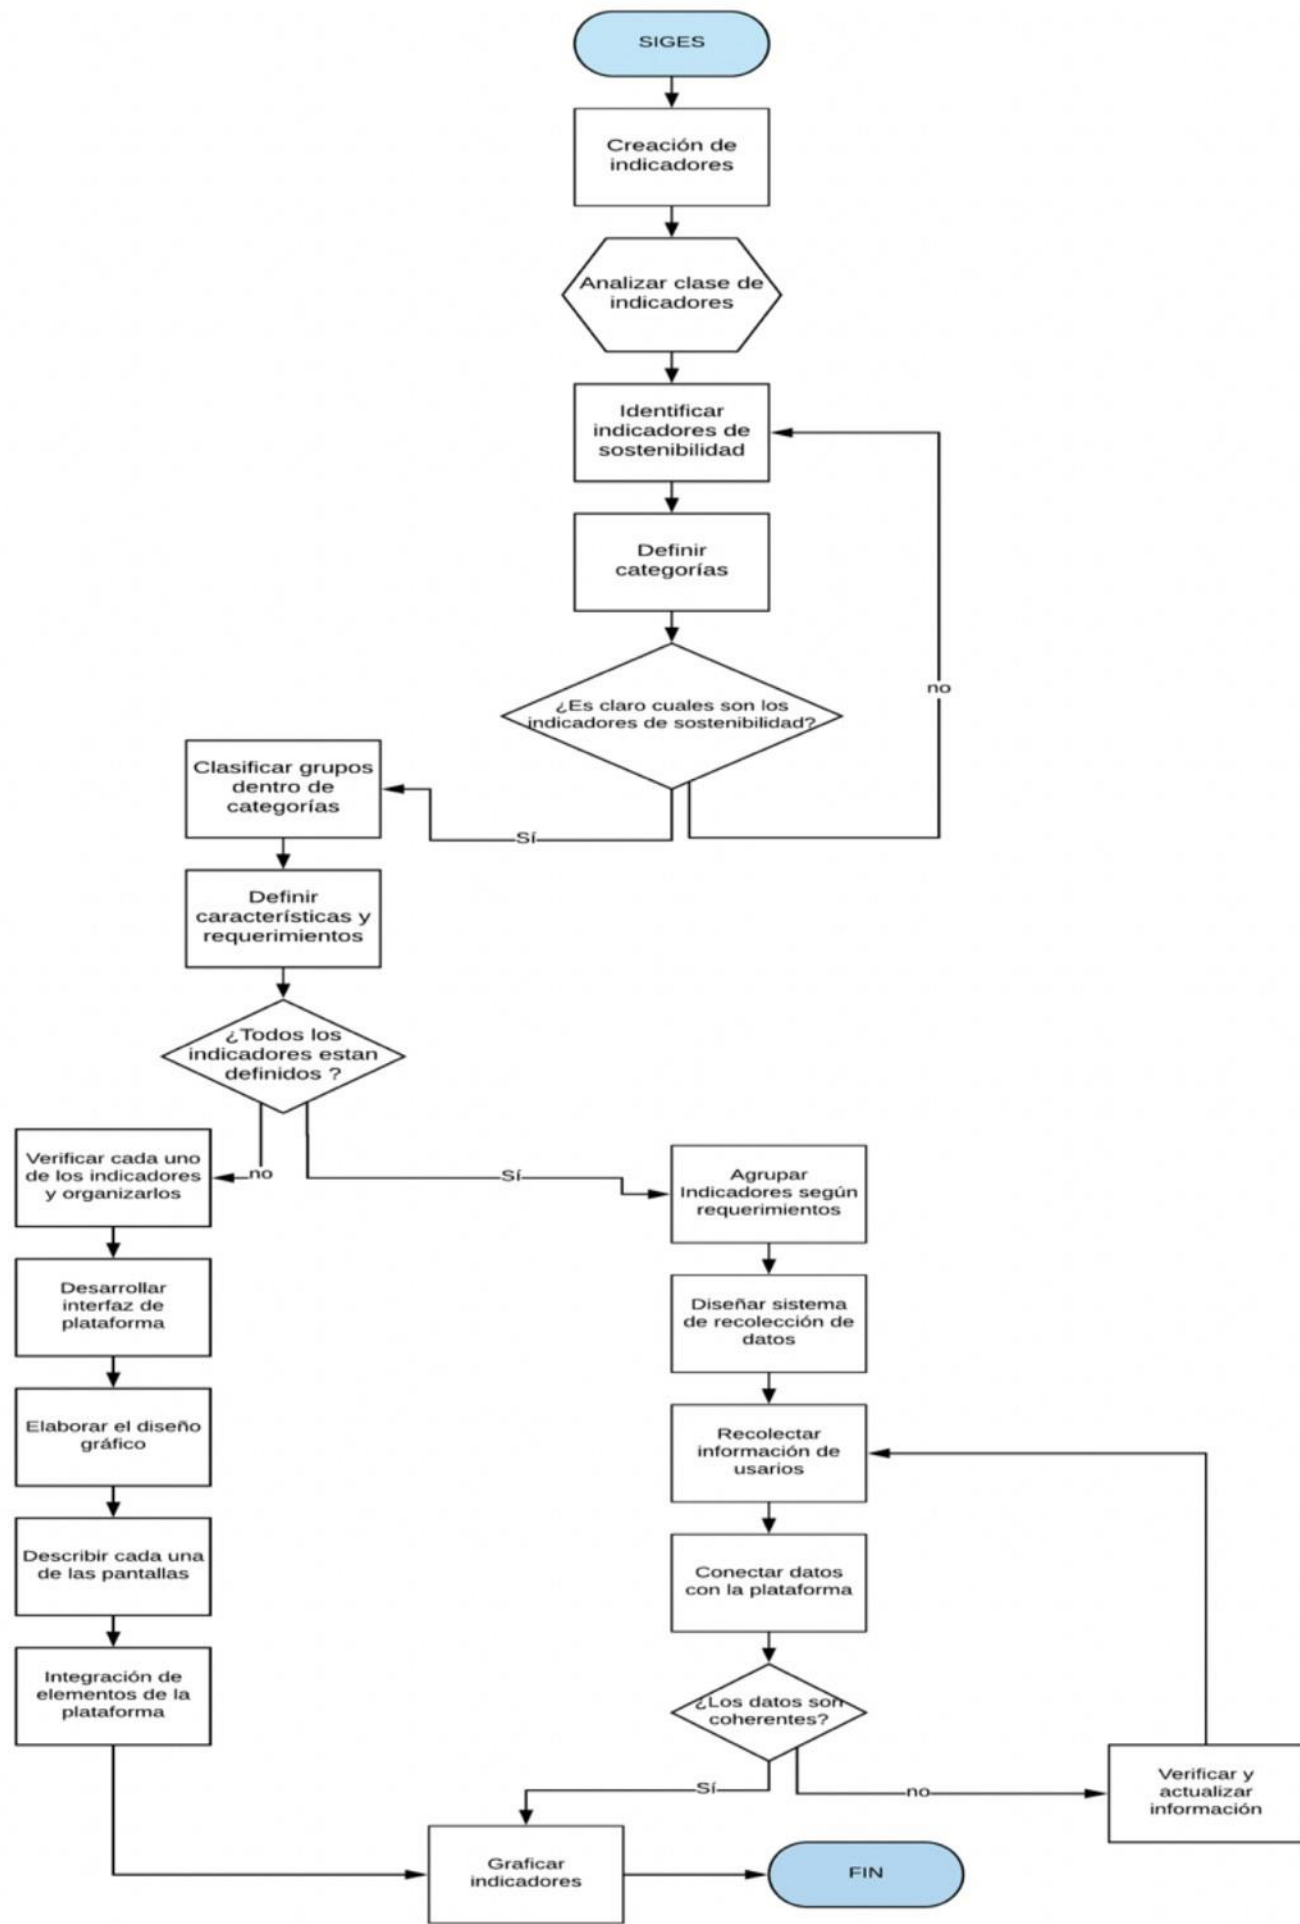 SIGES
Creación de
indicadores
Analizar clase de
indicadores
Identificar
indicadores de
sostenibilidad
Definir
categorías
¿Es claro cuales son los
indicadores de sostenibilidad?
no
Sí
Clasificar grupos
dentro de
categorías
Definir
características y
requerimientos
¿Todos los
indicadores estan
definidos ?
no
Sí
Verificar cada uno
de los indicadores
y organizarlos
Desarrollar
interfaz de
plataforma
Elaborar el diseño
gráfico
Describir cada una
de las pantallas
Integración de
elementos de la
plataforma
Agrupar
Indicadores según
requerimientos
Diseñar sistema
de recolección de
datos
Recolectar
información de
usarios
Conectar datos
con la plataforma
¿Los datos son
coherentes?
Sí
no
Verificar y
actualizar
información
Graficar
indicadores
FIN